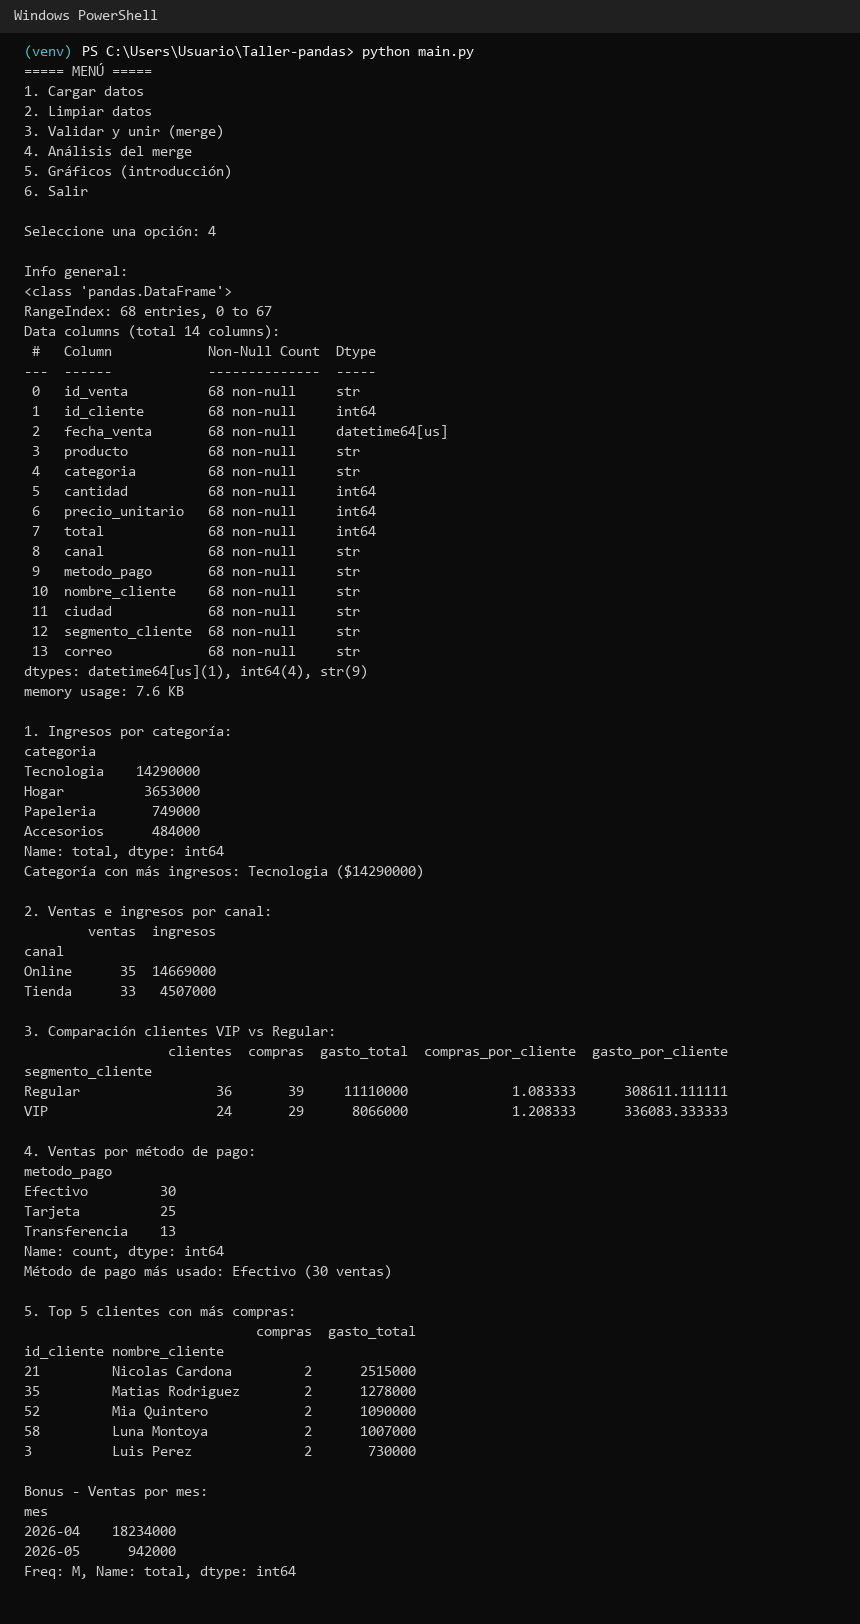 Windows PowerShell
(venv) PS C:\Users\Usuario\Taller-pandas> python main.py
===== MENÚ =====
1. Cargar datos
2. Limpiar datos
3. Validar y unir (merge)
4. Análisis del merge
5. Gráficos (introducción)
6. Salir
Seleccione una opción: 4
Info general:
<class 'pandas.DataFrame'>
RangeIndex: 68 entries, 0 to 67
Data columns (total 14 columns):
 #   Column            Non-Null Count  Dtype
---  ------            --------------  -----
 0   id_venta          68 non-null     str
 1   id_cliente        68 non-null     int64
 2   fecha_venta       68 non-null     datetime64[us]
 3   producto          68 non-null     str
 4   categoria         68 non-null     str
 5   cantidad          68 non-null     int64
 6   precio_unitario   68 non-null     int64
 7   total             68 non-null     int64
 8   canal             68 non-null     str
 9   metodo_pago       68 non-null     str
 10  nombre_cliente    68 non-null     str
 11  ciudad            68 non-null     str
 12  segmento_cliente  68 non-null     str
 13  correo            68 non-null     str
dtypes: datetime64[us](1), int64(4), str(9)
memory usage: 7.6 KB
1. Ingresos por categoría:
categoria
Tecnologia    14290000
Hogar          3653000
Papeleria       749000
Accesorios      484000
Name: total, dtype: int64
Categoría con más ingresos: Tecnologia ($14290000)
2. Ventas e ingresos por canal:
        ventas  ingresos
canal
Online      35  14669000
Tienda      33   4507000
3. Comparación clientes VIP vs Regular:
                  clientes  compras  gasto_total  compras_por_cliente  gasto_por_cliente
segmento_cliente
Regular                 36       39     11110000             1.083333      308611.111111
VIP                     24       29      8066000             1.208333      336083.333333
4. Ventas por método de pago:
metodo_pago
Efectivo         30
Tarjeta          25
Transferencia    13
Name: count, dtype: int64
Método de pago más usado: Efectivo (30 ventas)
5. Top 5 clientes con más compras:
                             compras  gasto_total
id_cliente nombre_cliente
21         Nicolas Cardona         2      2515000
35         Matias Rodriguez        2      1278000
52         Mia Quintero            2      1090000
58         Luna Montoya            2      1007000
3          Luis Perez              2       730000
Bonus - Ventas por mes:
mes
2026-04    18234000
2026-05      942000
Freq: M, Name: total, dtype: int64